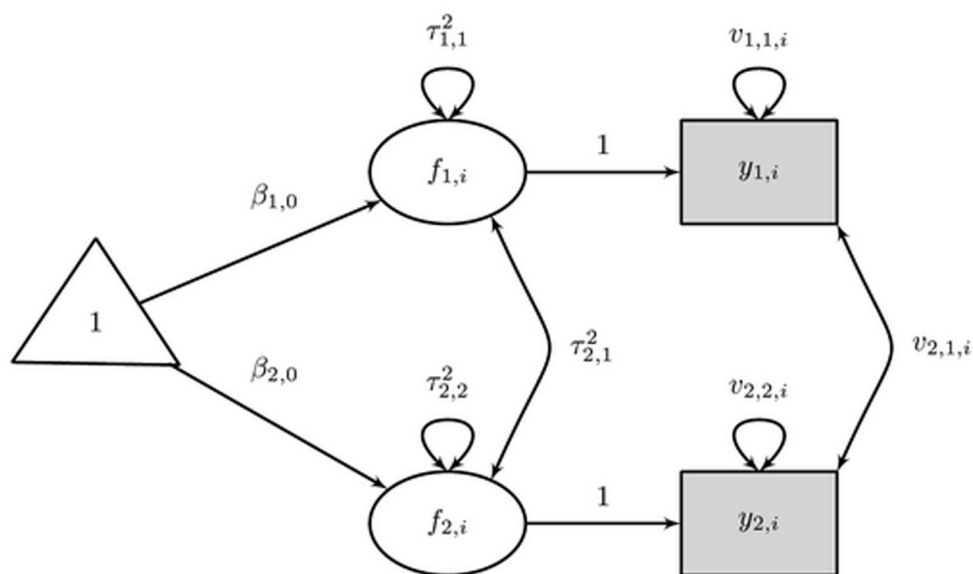 τ²₁,₁
v₁,₁,ᵢ
1
f₁,ᵢ
y₁,ᵢ
β₁,₀
1
τ²₂,₁
v₂,₁,ᵢ
β₂,₀
τ²₂,₂
v₂,₂,ᵢ
1
f₂,ᵢ
y₂,ᵢ